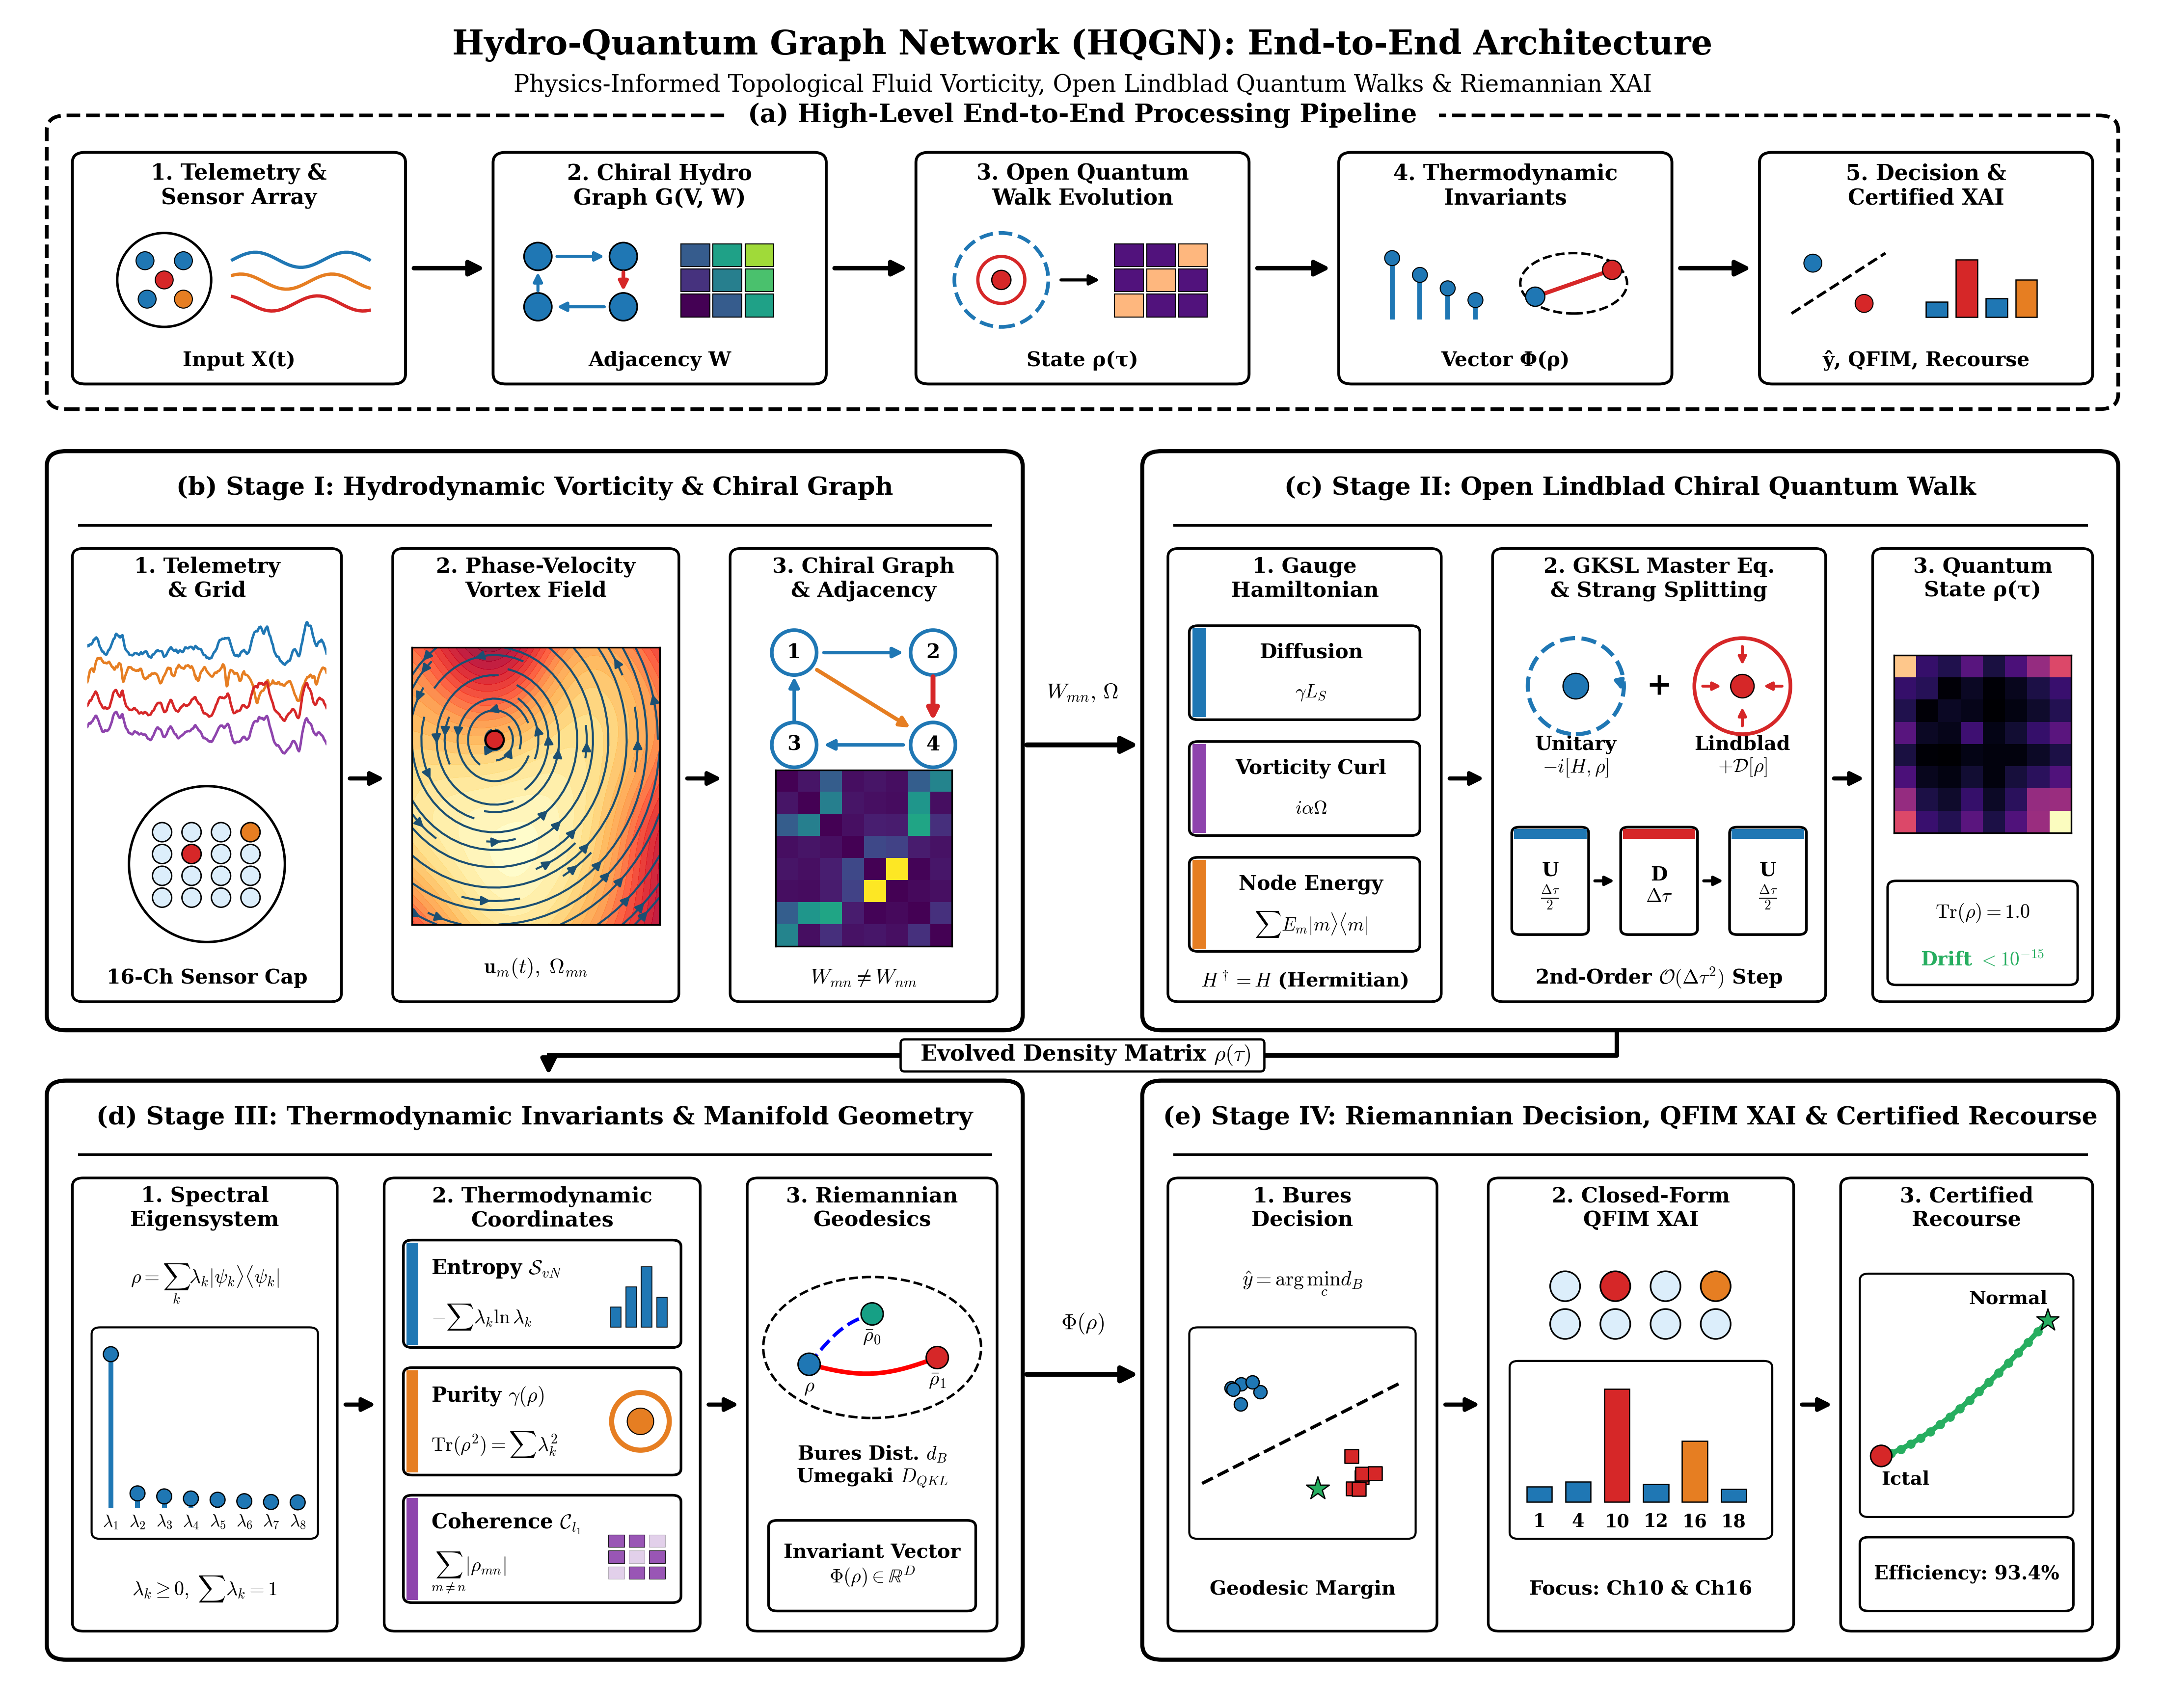 Hydro-Quantum Graph Network (HQGN): End-to-End Architecture
Physics-Informed Topological Fluid Vorticity, Open Lindblad Quantum Walks & Riemannian XAI
(a) High-Level End-to-End Processing Pipeline
1. Telemetry &
Sensor Array
Input X(t)
2. Chiral Hydro
Graph G(V, W)
Adjacency W
3. Open Quantum
Walk Evolution
State ρ(τ)
4. Thermodynamic
Invariants
Vector Φ(ρ)
5. Decision &
Certified XAI
ŷ, QFIM, Recourse
(b) Stage I: Hydrodynamic Vorticity & Chiral Graph
1. Telemetry
& Grid
16-Ch Sensor Cap
2. Phase-Velocity
Vortex Field
u_m(t), Ω_mn
3. Chiral Graph
& Adjacency
1
2
3
4
W_mn ≠ W_nm
W_mn, Ω
(c) Stage II: Open Lindblad Chiral Quantum Walk
1. Gauge
Hamiltonian
Diffusion
γL_S
Vorticity Curl
iαΩ
Node Energy
∑E_m|m⟩⟨m|
H† = H (Hermitian)
2. GKSL Master Eq.
& Strang Splitting
+
Unitary
−i[H, ρ]
Lindblad
+𝒟[ρ]
U
Δτ/2
D
Δτ
U
Δτ/2
2nd-Order 𝒪(Δτ²) Step
3. Quantum
State ρ(τ)
Tr(ρ) = 1.0
Drift < 10⁻¹⁵
Evolved Density Matrix ρ(τ)
(d) Stage III: Thermodynamic Invariants & Manifold Geometry
1. Spectral
Eigensystem
ρ = ∑_k λ_k|ψ_k⟩⟨ψ_k|
λ₁ λ₂ λ₃ λ₄ λ₅ λ₆ λ₇ λ₈
λ_k ≥ 0, ∑λ_k = 1
2. Thermodynamic
Coordinates
Entropy 𝒮_vN
−∑λ_k ln λ_k
Purity γ(ρ)
Tr(ρ²) = ∑λ_k²
Coherence 𝒞_l₁
∑_{m≠n}|ρ_mn|
3. Riemannian
Geodesics
ρ̄₀
ρ
ρ̄₁
Bures Dist. d_B
Umegaki D_QKL
Invariant Vector
Φ(ρ) ∈ ℝ^D
Φ(ρ)
(e) Stage IV: Riemannian Decision, QFIM XAI & Certified Recourse
1. Bures
Decision
ŷ = arg min_c d_B
Geodesic Margin
2. Closed-Form
QFIM XAI
1 4 10 12 16 18
Focus: Ch10 & Ch16
3. Certified
Recourse
Normal
Ictal
Efficiency: 93.4%